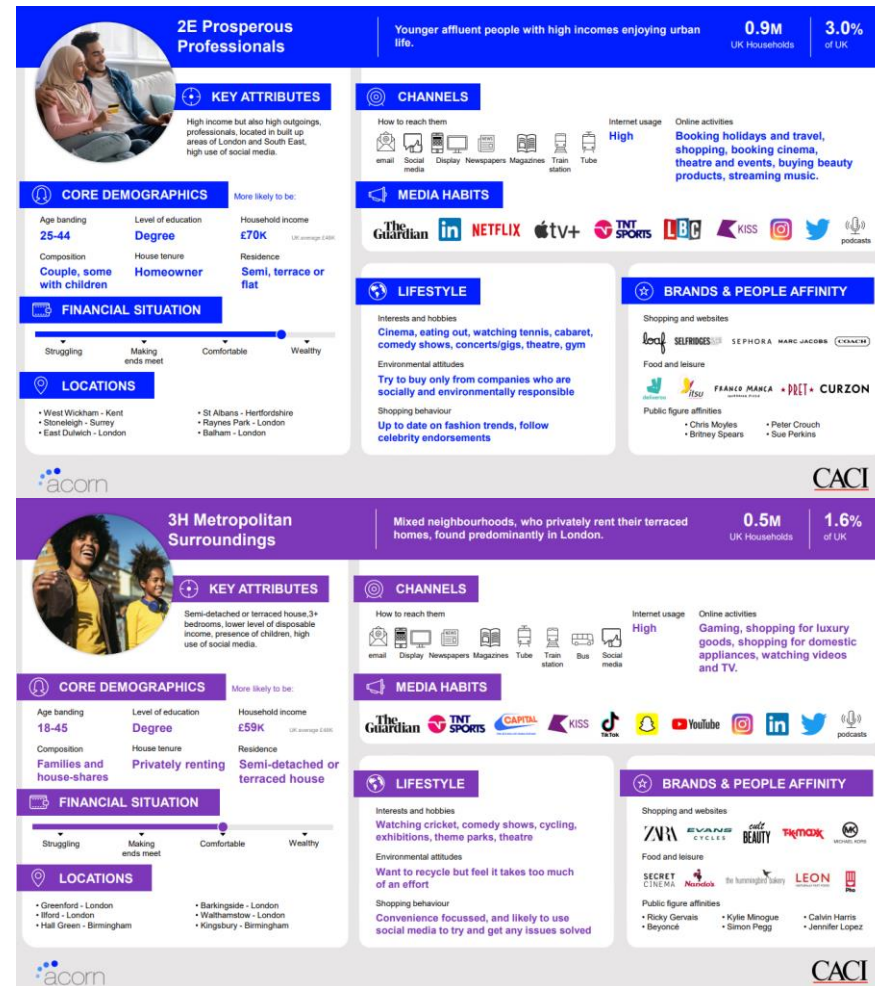 2E Prosperous
Professionals
Younger affluent people with high incomes enjoying urban
life.
0.9M
UK Households
3.0%
of UK
KEY ATTRIBUTES
High income but also high outgoings,
professionals, located in built up
areas of London and South East,
high use of social media.
CORE DEMOGRAPHICS
More likely to be:
Age banding
25-44
Level of education
Degree
Household income
£70K
Composition
Couple, some
with children
House tenure
Homeowner
Residence
Semi, terrace or
flat
FINANCIAL SITUATION
Struggling
Making
ends meet
Comfortable
Wealthy
LOCATIONS
• West Wickham - Kent
• Stoneleigh - Surrey
• East Dulwich - London
• St Albans - Hertfordshire
• Raynes Park - London
• Balham - London
CHANNELS
How to reach them
email
Social
media
Display
Newspapers
Magazines
Train
station
Tube
Internet usage
High
Online activities
Booking holidays and travel,
shopping, booking cinema,
theatre and events, buying beauty
products, streaming music.
MEDIA HABITS
The
Guardian
in
NETFLIX
tv+
TNT
SPORTS
LBC
KISS
podcasts
LIFESTYLE
Interests and hobbies
Cinema, eating out, watching tennis, cabaret,
comedy shows, concerts/gigs, theatre, gym
Environmental attitudes
Try to buy only from companies who are
socially and environmentally responsible
Shopping behaviour
Up to date on fashion trends, follow
celebrity endorsements
BRANDS & PEOPLE AFFINITY
Shopping and websites
loaf
SELFRIDGES
SEPHORA
MARC JACOBS
COACH
Food and leisure
deliveroo
itsu
FRANCO MANCA
PRET
CURZON
Public figure affinities
• Chris Moyles
• Britney Spears
• Peter Crouch
• Sue Perkins
acorn
CACI
3H Metropolitan
Surroundings
Mixed neighbourhoods, who privately rent their terraced
homes, found predominantly in London.
0.5M
UK Households
1.6%
of UK
KEY ATTRIBUTES
Semi-detached or terraced house,3+
bedrooms, lower level of disposable
income, presence of children, high
use of social media.
CORE DEMOGRAPHICS
More likely to be:
Age banding
18-45
Level of education
Degree
Household income
£59K
Composition
Families and
house-shares
House tenure
Privately renting
Residence
Semi-detached or
terraced house
FINANCIAL SITUATION
Struggling
Making
ends meet
Comfortable
Wealthy
LOCATIONS
• Greenford - London
• Ilford - London
• Hall Green - Birmingham
• Barkingside - London
• Walthamstow - London
• Kingsbury - Birmingham
CHANNELS
How to reach them
email
Display
Newspapers
Magazines
Tube
Train
station
Bus
Social
media
Internet usage
High
Online activities
Gaming, shopping for luxury
goods, shopping for domestic
appliances, watching videos
and TV.
MEDIA HABITS
The
Guardian
TNT
SPORTS
CAPITAL
KISS
TikTok
YouTube
in
podcasts
LIFESTYLE
Interests and hobbies
Watching cricket, comedy shows, cycling,
exhibitions, theme parks, theatre
Environmental attitudes
Want to recycle but feel it takes too much
of an effort
Shopping behaviour
Convenience focussed, and likely to use
social media to try and get any issues solved
BRANDS & PEOPLE AFFINITY
Shopping and websites
ZARA
EVANS
CYCLES
cult
BEAUTY
TK maxx
MK
MICHAEL KORS
Food and leisure
SECRET
CINEMA
Nando's
the hummingbird bakery
LEON
Pho
Public figure affinities
• Ricky Gervais
• Beyoncé
• Kylie Minogue
• Simon Pegg
• Calvin Harris
• Jennifer Lopez
acorn
CACI